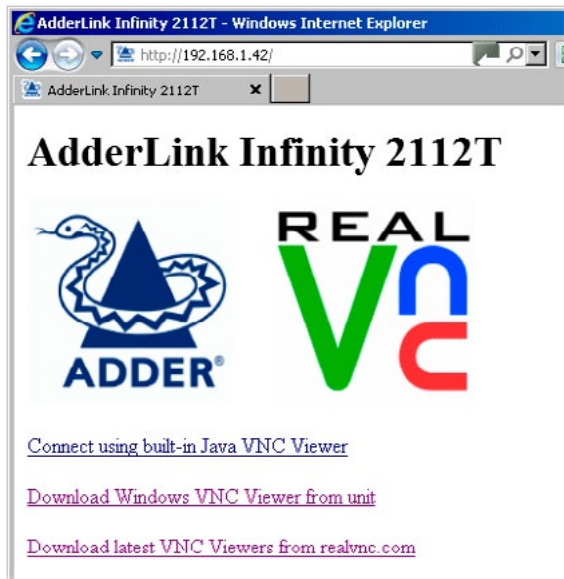 AdderLink Infinity 2112T - Windows Internet Explorer
http://192.168.1.42/
AdderLink Infinity 2112T
AdderLink Infinity 2112T
REAL
Vnc
ADDER®
Connect using built-in Java VNC Viewer
Download Windows VNC Viewer from unit
Download latest VNC Viewers from realvnc.com